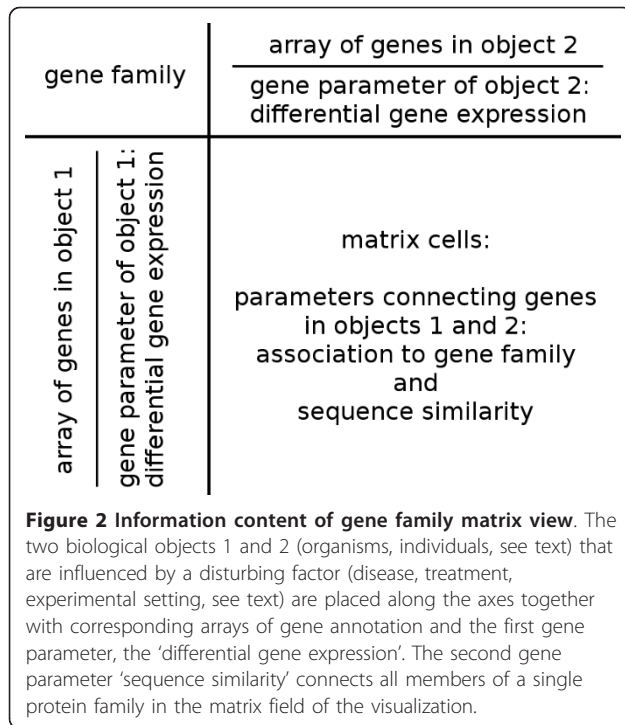 gene family
array of genes in object 2
gene parameter of object 2:
differential gene expression
array of genes in object 1
gene parameter of object 1:
differential gene expression
matrix cells:
parameters connecting genes
in objects 1 and 2:
association to gene family
and
sequence similarity
Figure 2 Information content of gene family matrix view. The
two biological objects 1 and 2 (organisms, individuals, see text) that
are influenced by a disturbing factor (disease, treatment,
experimental setting, see text) are placed along the axes together
with corresponding arrays of gene annotation and the first gene
parameter, the ‘differential gene expression’. The second gene
parameter ‘sequence similarity’ connects all members of a single
protein family in the matrix field of the visualization.